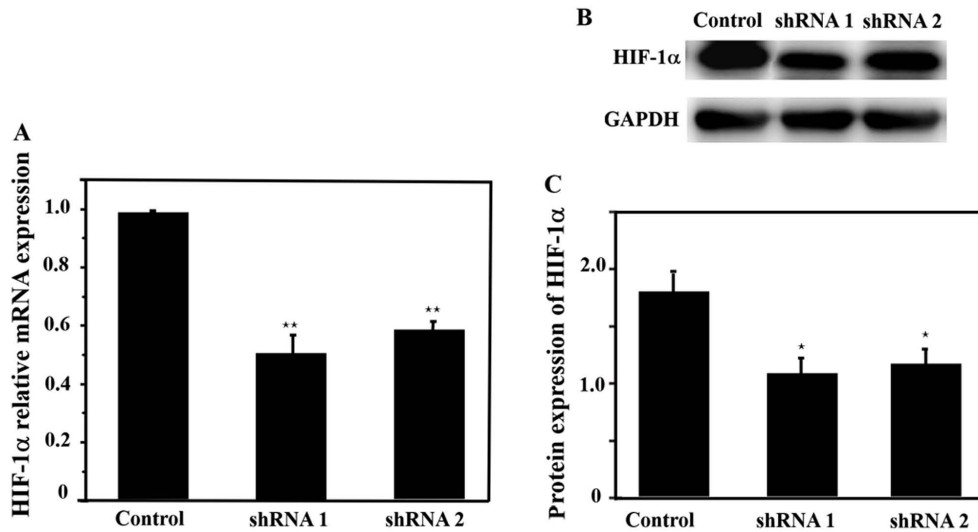 B
Control shRNA 1 shRNA 2
HIF-1α
GAPDH
A
HIF-1α relative mRNA expression
1.0
0.8
0.6
0.4
0.2
0
**
**
Control shRNA 1 shRNA 2
C
Protein expression of HIF-1α
2.0
1.0
0
*
*
Control shRNA 1 shRNA 2